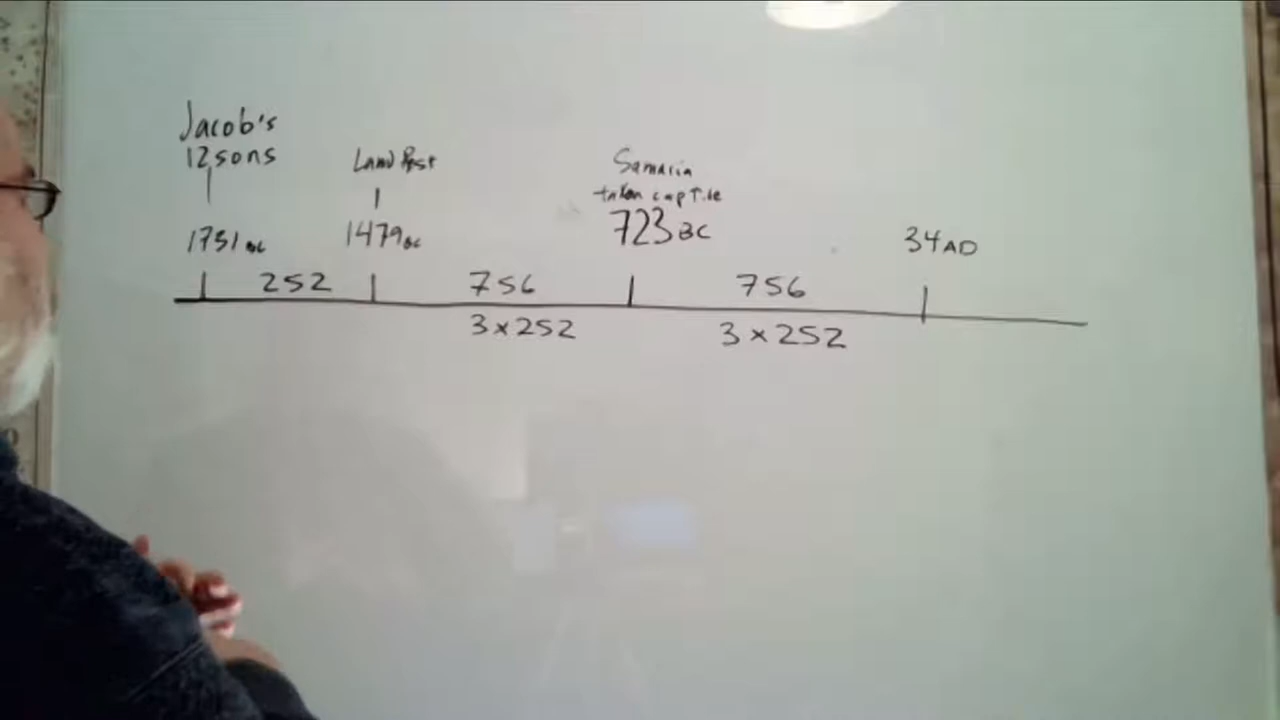 Jacob's
12 sons
Land Rest
Samaria
taken captive
1731 BC
1479 BC
723 BC
34 AD
252
756
756
3 x 252
3 x 252